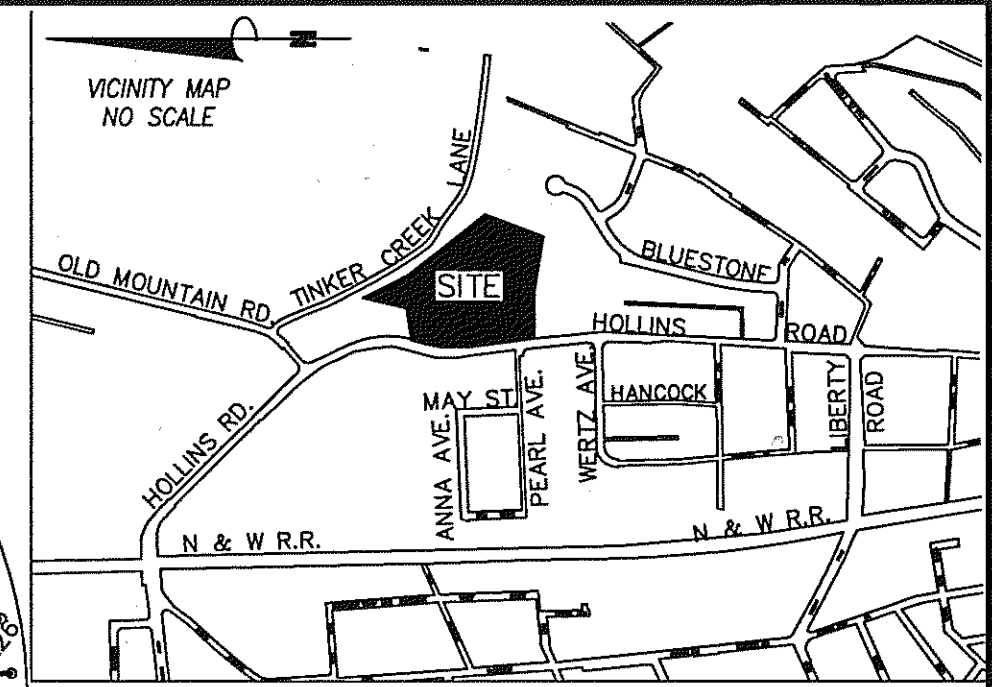 N
VICINITY MAP
NO SCALE
OLD MOUNTAIN RD.
TINKER CREEK LANE
SITE
BLUESTONE
HOLLINS ROAD
HOLLINS RD.
MAY ST.
ANNA AVE.
PEARL AVE.
WERTZ AVE.
HANCOCK
LIBERTY ROAD
N & W R.R.
N & W R.R.